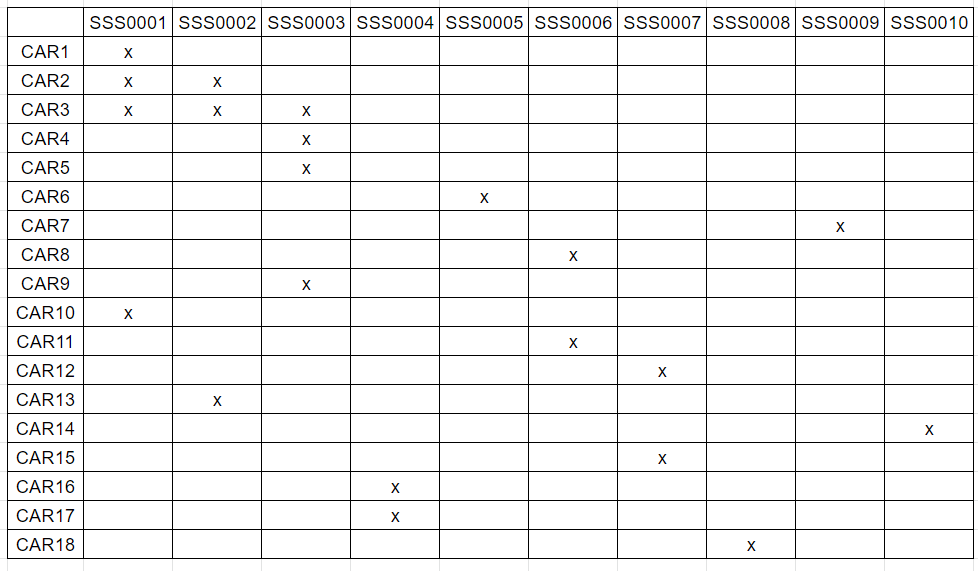 SSS0001 SSS0002 SSS0003 SSS0004 SSS0005 SSS0006 SSS0007 SSS0008 SSS0009 SSS0010
CAR1 x
CAR2 x x
CAR3 x x x
CAR4 x
CAR5 x
CAR6 x
CAR7 x
CAR8 x
CAR9 x
CAR10 x
CAR11 x
CAR12 x
CAR13 x
CAR14 x
CAR15 x
CAR16 x
CAR17 x
CAR18 x